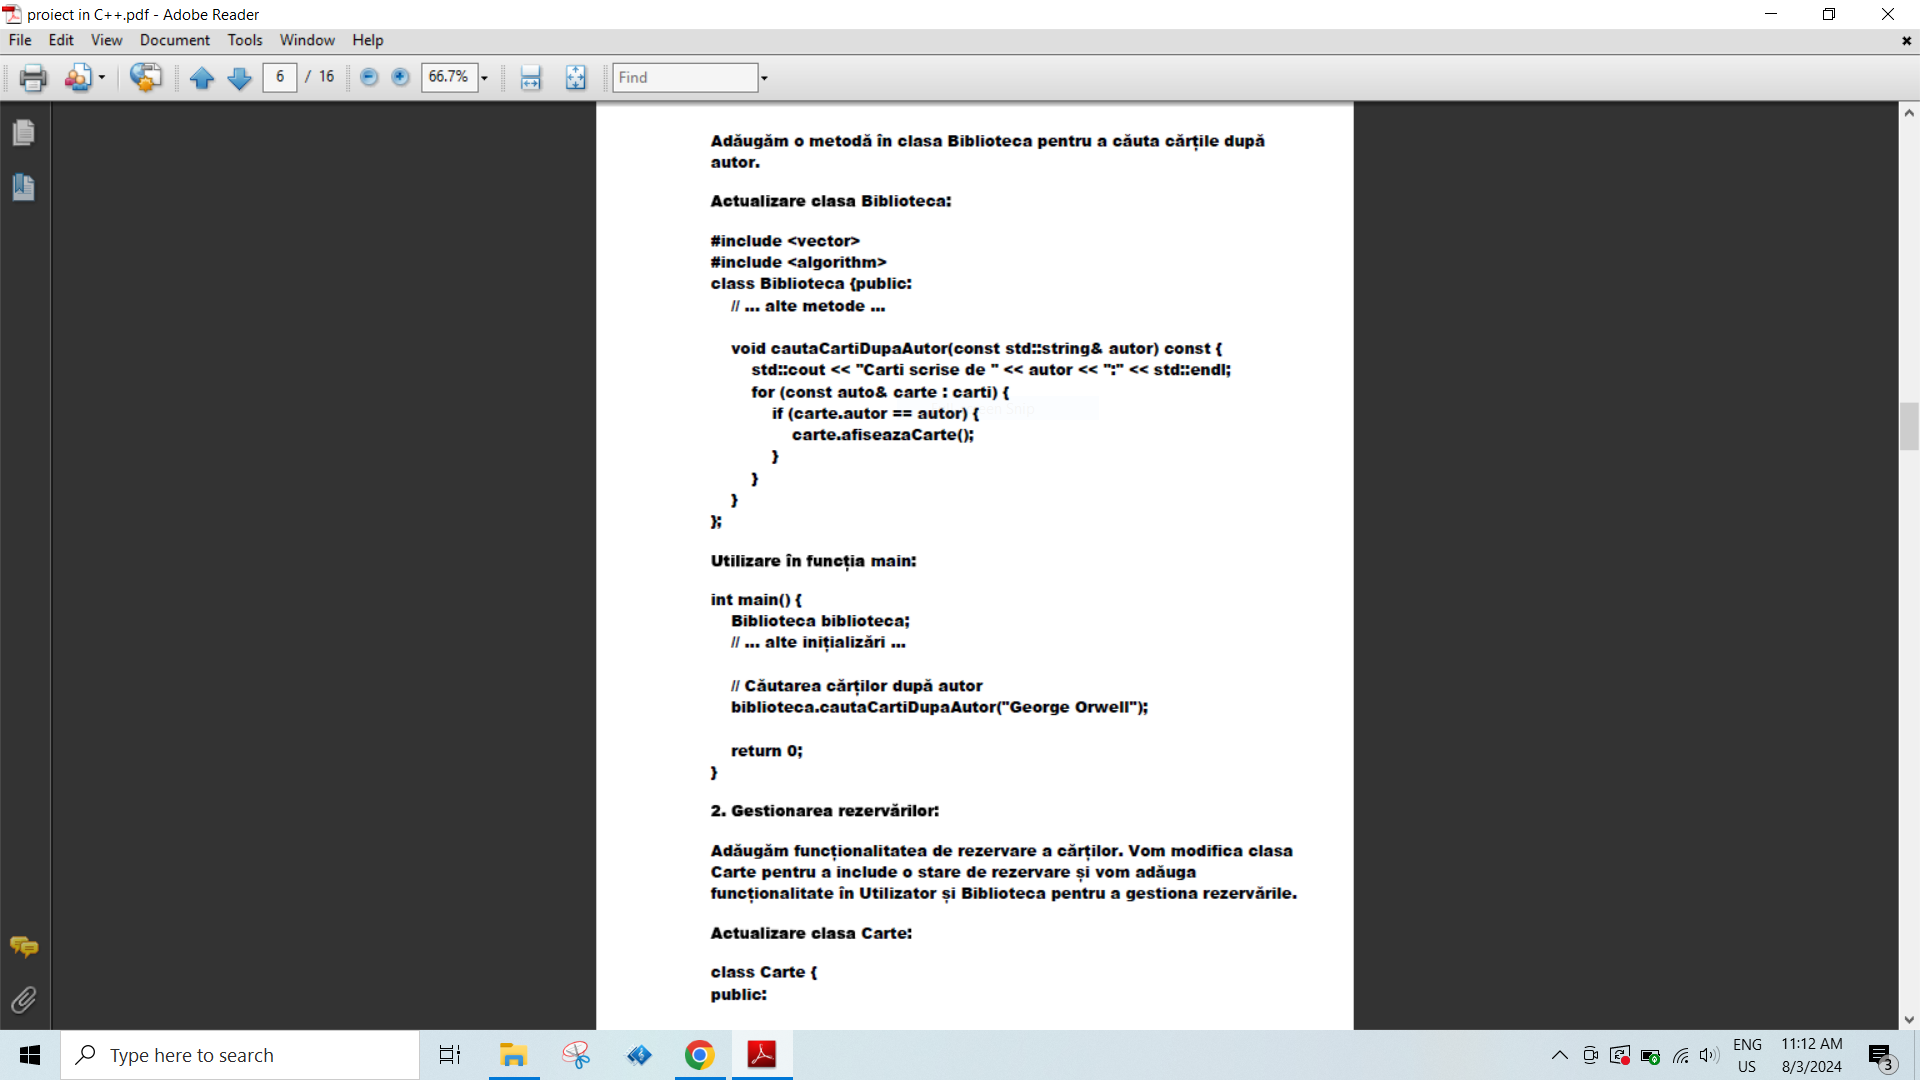 proiect in C++.pdf - Adobe Reader
File Edit View Document Tools Window Help
6 / 16 66.7% Find
Adăugăm o metodă în clasa Biblioteca pentru a căuta cărțile după
autor.
Actualizare clasa Biblioteca:
#include <vector>
#include <algorithm>
class Biblioteca {public:
// ... alte metode ...
void cautaCartiDupaAutor(const std::string& autor) const {
std::cout << "Carti scrise de " << autor << ":" << std::endl;
for (const auto& carte : carti) {
if (carte.autor == autor) {
carte.afiseazaCarte();
}
}
}
};
Utilizare în funcția main:
int main() {
Biblioteca biblioteca;
// ... alte inițializări ...
// Căutarea cărților după autor
biblioteca.cautaCartiDupaAutor("George Orwell");
return 0;
}
2. Gestionarea rezervărilor:
Adăugăm funcționalitatea de rezervare a cărților. Vom modifica clasa
Carte pentru a include o stare de rezervare și vom adăuga
funcționalitate în Utilizator și Biblioteca pentru a gestiona rezervările.
Actualizare clasa Carte:
class Carte {
public:
Type here to search
ENG
US
11:12 AM
8/3/2024
3